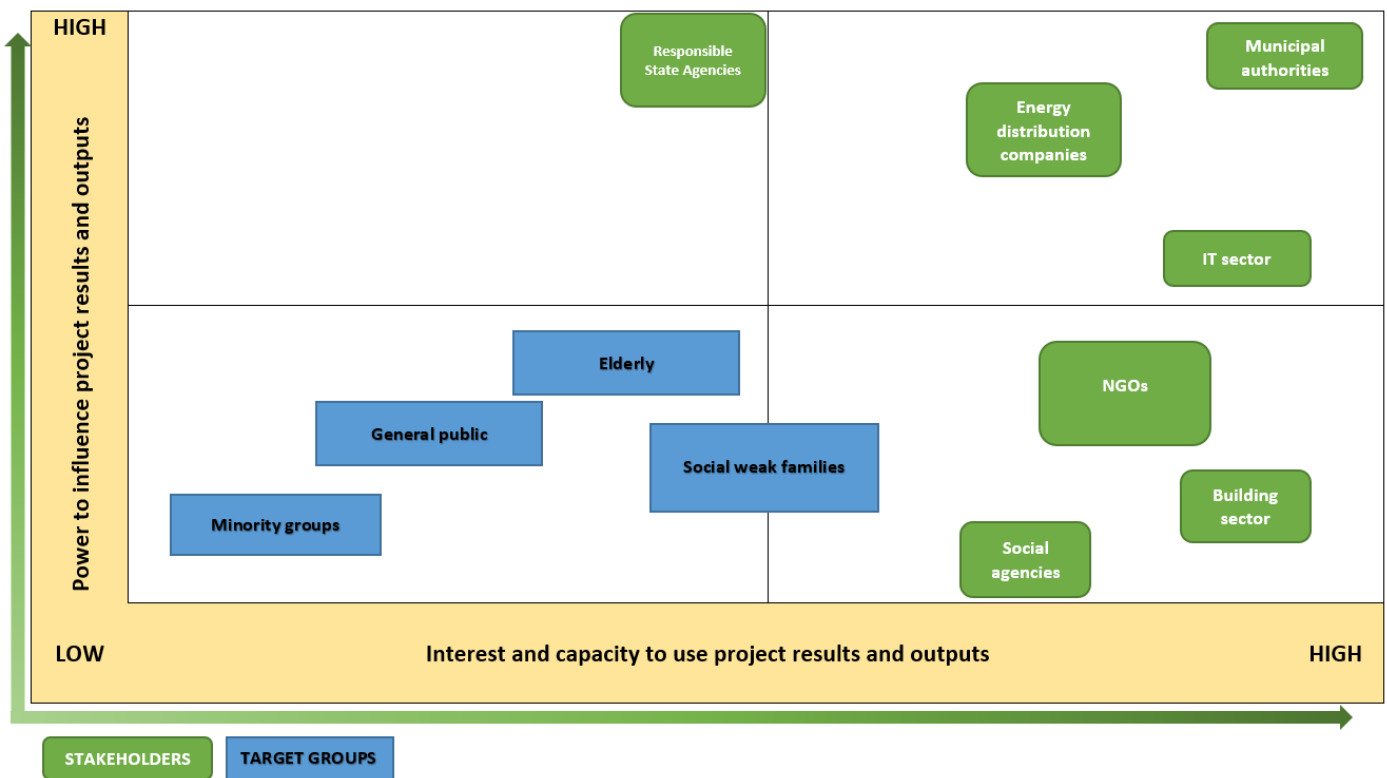 HIGH
Responsible
State Agencies
Municipal
authorities
Energy
distribution
companies
IT sector
Power to influence project results and outputs
Elderly
NGOs
General public
Social weak families
Minority groups
Building
sector
Social
agencies
LOW
Interest and capacity to use project results and outputs
HIGH
STAKEHOLDERS
TARGET GROUPS